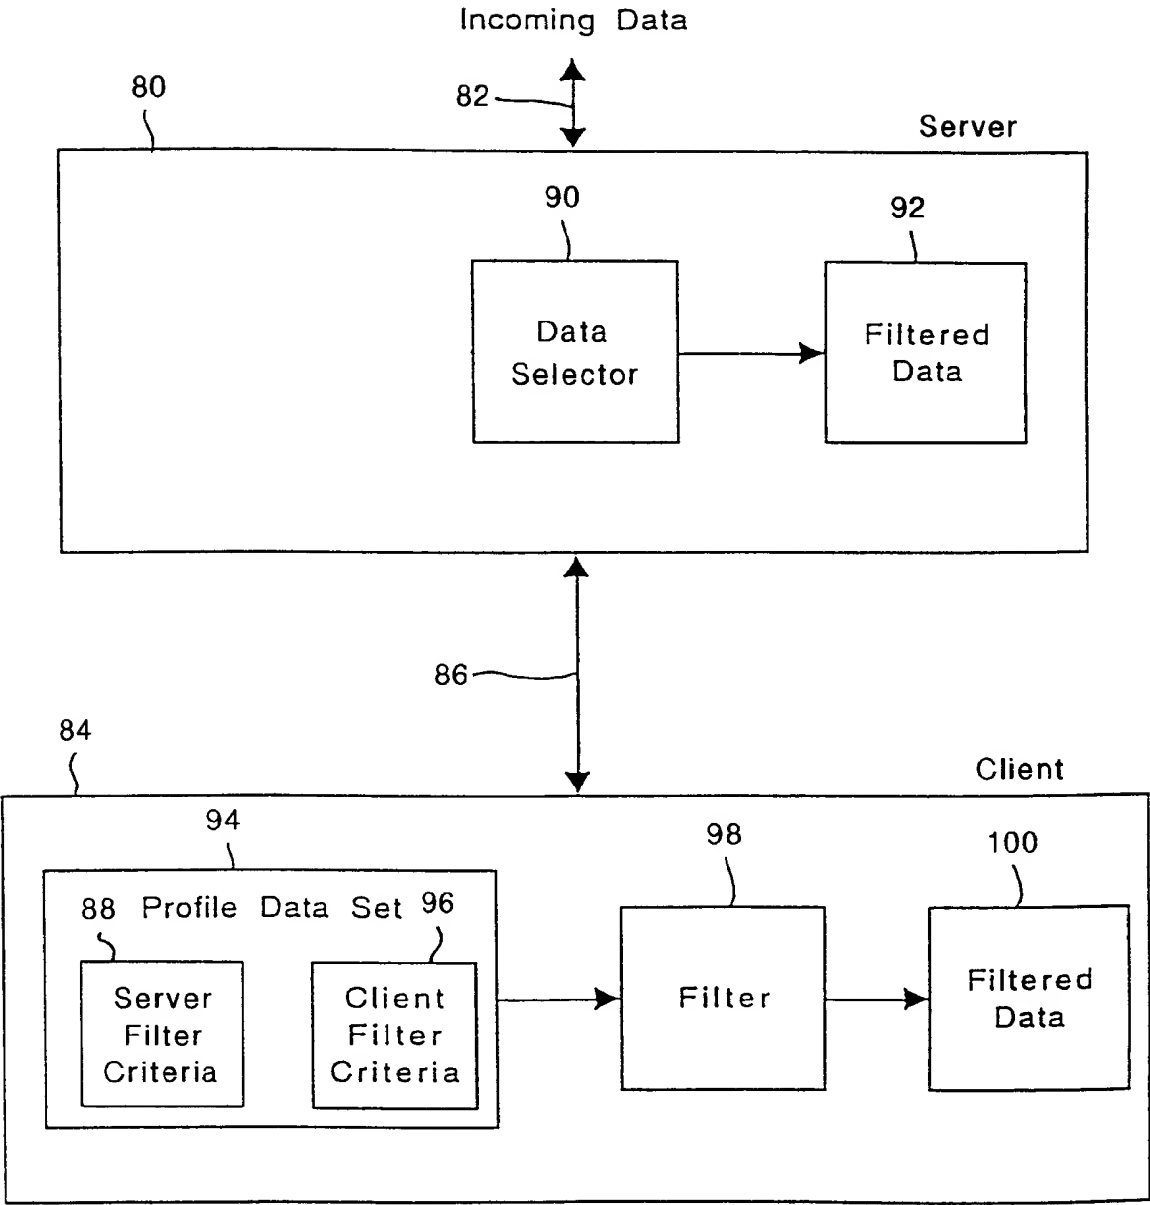 Incoming Data
82
80
Server
90
92
Data
Selector
Filtered
Data
86
84
Client
94
98
100
88 Profile Data Set 96
Server
Filter
Criteria
Client
Filter
Criteria
Filter
Filtered
Data